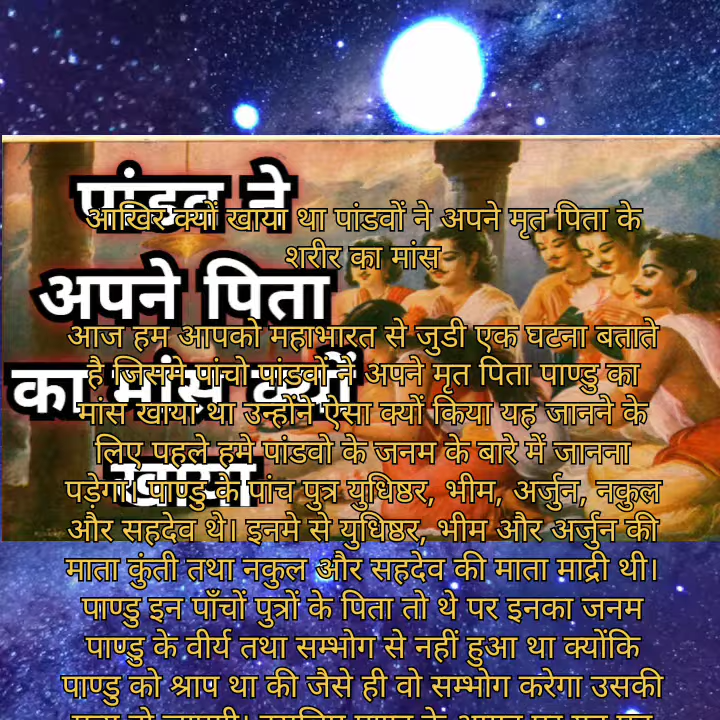 पांडव ने
अपने पिता
का मांस क्यों
खाया
आखिर क्यों खाया था पांडवों ने अपने मृत पिता के
शरीर का मांस
आज हम आपको महाभारत से जुडी एक घटना बताते
है जिसमे पांचो पांडवों ने अपने मृत पिता पाण्डु का
मांस खाया था उन्होंने ऐसा क्यों किया यह जानने के
लिए पहले हमे पांडवो के जनम के बारे में जानना
पड़ेगा। पाण्डु के पांच पुत्र युधिष्ठर, भीम, अर्जुन, नकुल
और सहदेव थे। इनमे से युधिष्ठर, भीम और अर्जुन की
माता कुंती तथा नकुल और सहदेव की माता माद्री थी।
पाण्डु इन पाँचों पुत्रों के पिता तो थे पर इनका जनम
पाण्डु के वीर्य तथा सम्भोग से नहीं हुआ था क्योंकि
पाण्डु को श्राप था की जैसे ही वो सम्भोग करेगा उसकी